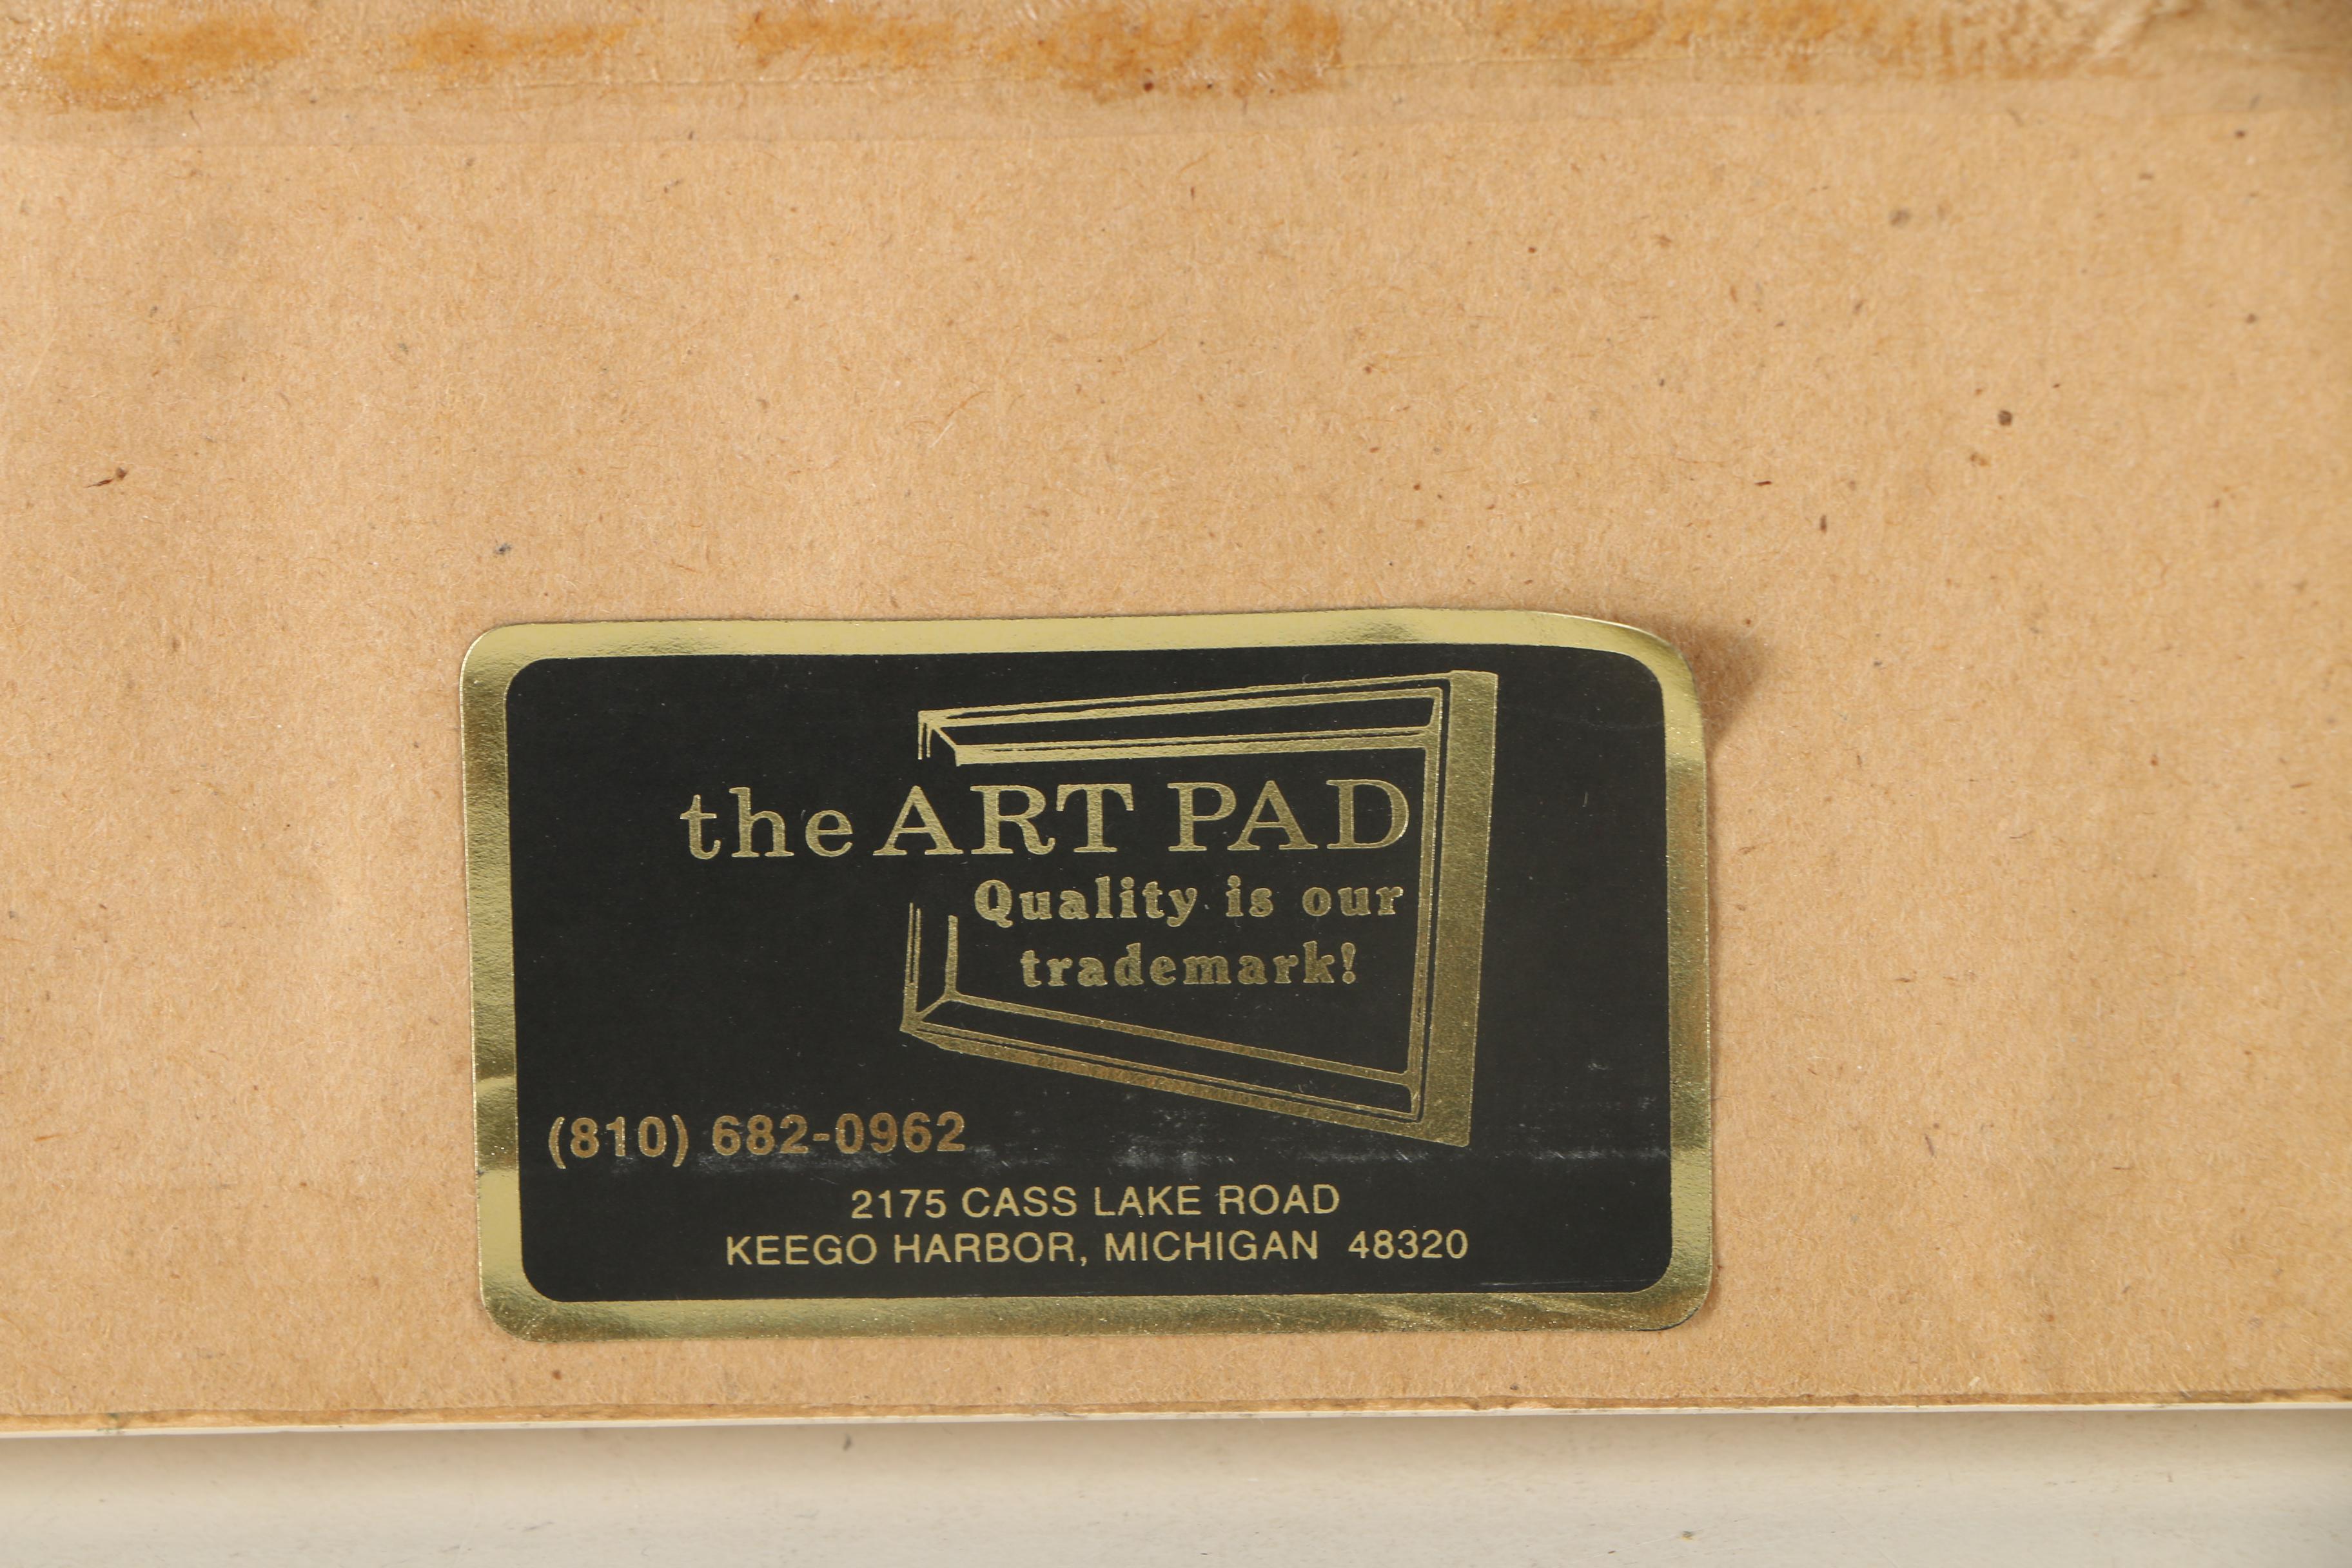 the ART PAD
Quality is our
trademark!
(810) 682-0962
2175 CASS LAKE ROAD
KEEGO HARBOR, MICHIGAN 48320